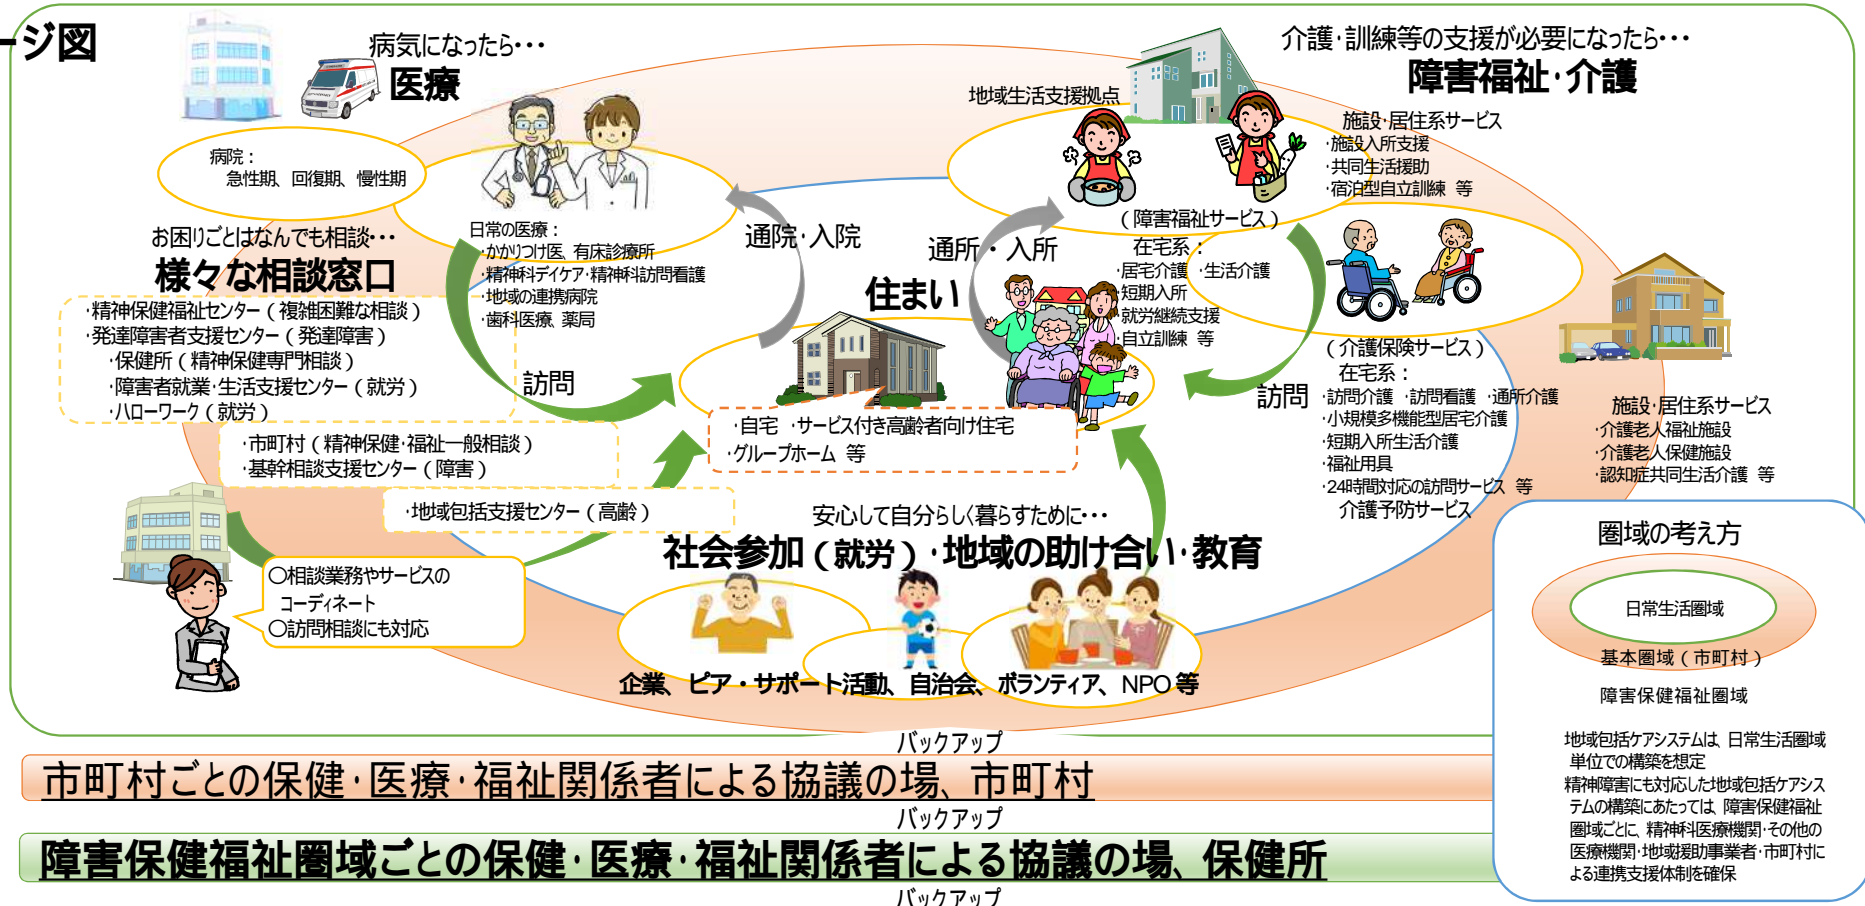 ージ図
病気になったら･･･
医療
病院：
急性期、回復期、慢性期
日常の医療：
･かかりつけ医、有床診療所
･精神科デイケア･精神科訪問看護
･地域の連携病院
･歯科医療、薬局
お困りごとはなんでも相談･･･
様々な相談窓口
･精神保健福祉センター（複雑困難な相談）
･発達障害者支援センター（発達障害）
･保健所（精神保健専門相談）
･障害者就業･生活支援センター（就労）
･ハローワーク（就労）
･市町村（精神保健･福祉一般相談）
･基幹相談支援センター（障害）
･地域包括支援センター（高齢）
〇相談業務やサービスの
コーディネート
〇訪問相談にも対応
通院･入院
訪問
住まい
･自宅 ･サービス付き高齢者向け住宅
･グループホーム 等
通所・入所
訪問
介護･訓練等の支援が必要になったら･･･
障害福祉･介護
地域生活支援拠点
施設･居住系サービス
･施設入所支援
･共同生活援助
･宿泊型自立訓練 等
（障害福祉サービス）
在宅系：
･居宅介護 ･生活介護
･短期入所
･就労継続支援
･自立訓練 等
（介護保険サービス）
在宅系：
･訪問介護 ･訪問看護 ･通所介護
･小規模多機能型居宅介護
･短期入所生活介護
･福祉用具
･24時間対応の訪問サービス 等
介護予防サービス
施設･居住系サービス
･介護老人福祉施設
･介護老人保健施設
･認知症共同生活介護 等
安心して自分らしく暮らすために･･･
社会参加（就労）･地域の助け合い･教育
企業、ピア・サポート活動、自治会、ボランティア、NPO 等
圏域の考え方
日常生活圏域
基本圏域（市町村）
障害保健福祉圏域
地域包括ケアシステムは、日常生活圏域
単位での構築を想定
精神障害にも対応した地域包括ケアシス
テムの構築にあたっては、障害保健福祉
圏域ごとに、精神科医療機関･その他の
医療機関･地域援助事業者･市町村に
よる連携支援体制を確保
バックアップ
市町村ごとの保健･医療･福祉関係者による協議の場、市町村
バックアップ
障害保健福祉圏域ごとの保健･医療･福祉関係者による協議の場、保健所
バックアップ